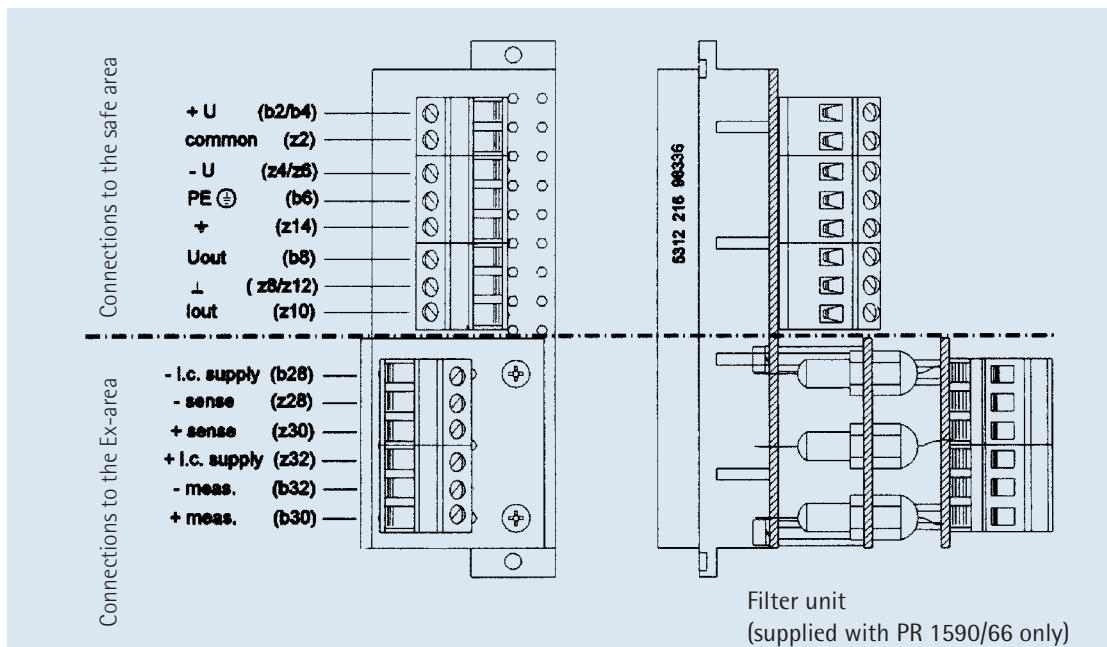 Connections to the safe area
+ U (b2/b4)
common (z2)
- U (z4/z6)
PE (b6)
⏚ (z14)
Uout (b8)
⊥ (z8/z12)
Iout (z10)
Connections to the Ex-area
- l.c. supply (b28)
- sense (z28)
+ sense (z30)
+ l.c. supply (z32)
- meas. (b32)
+ meas. (b30)
5312 216 98336
Filter unit
(supplied with PR 1590/66 only)